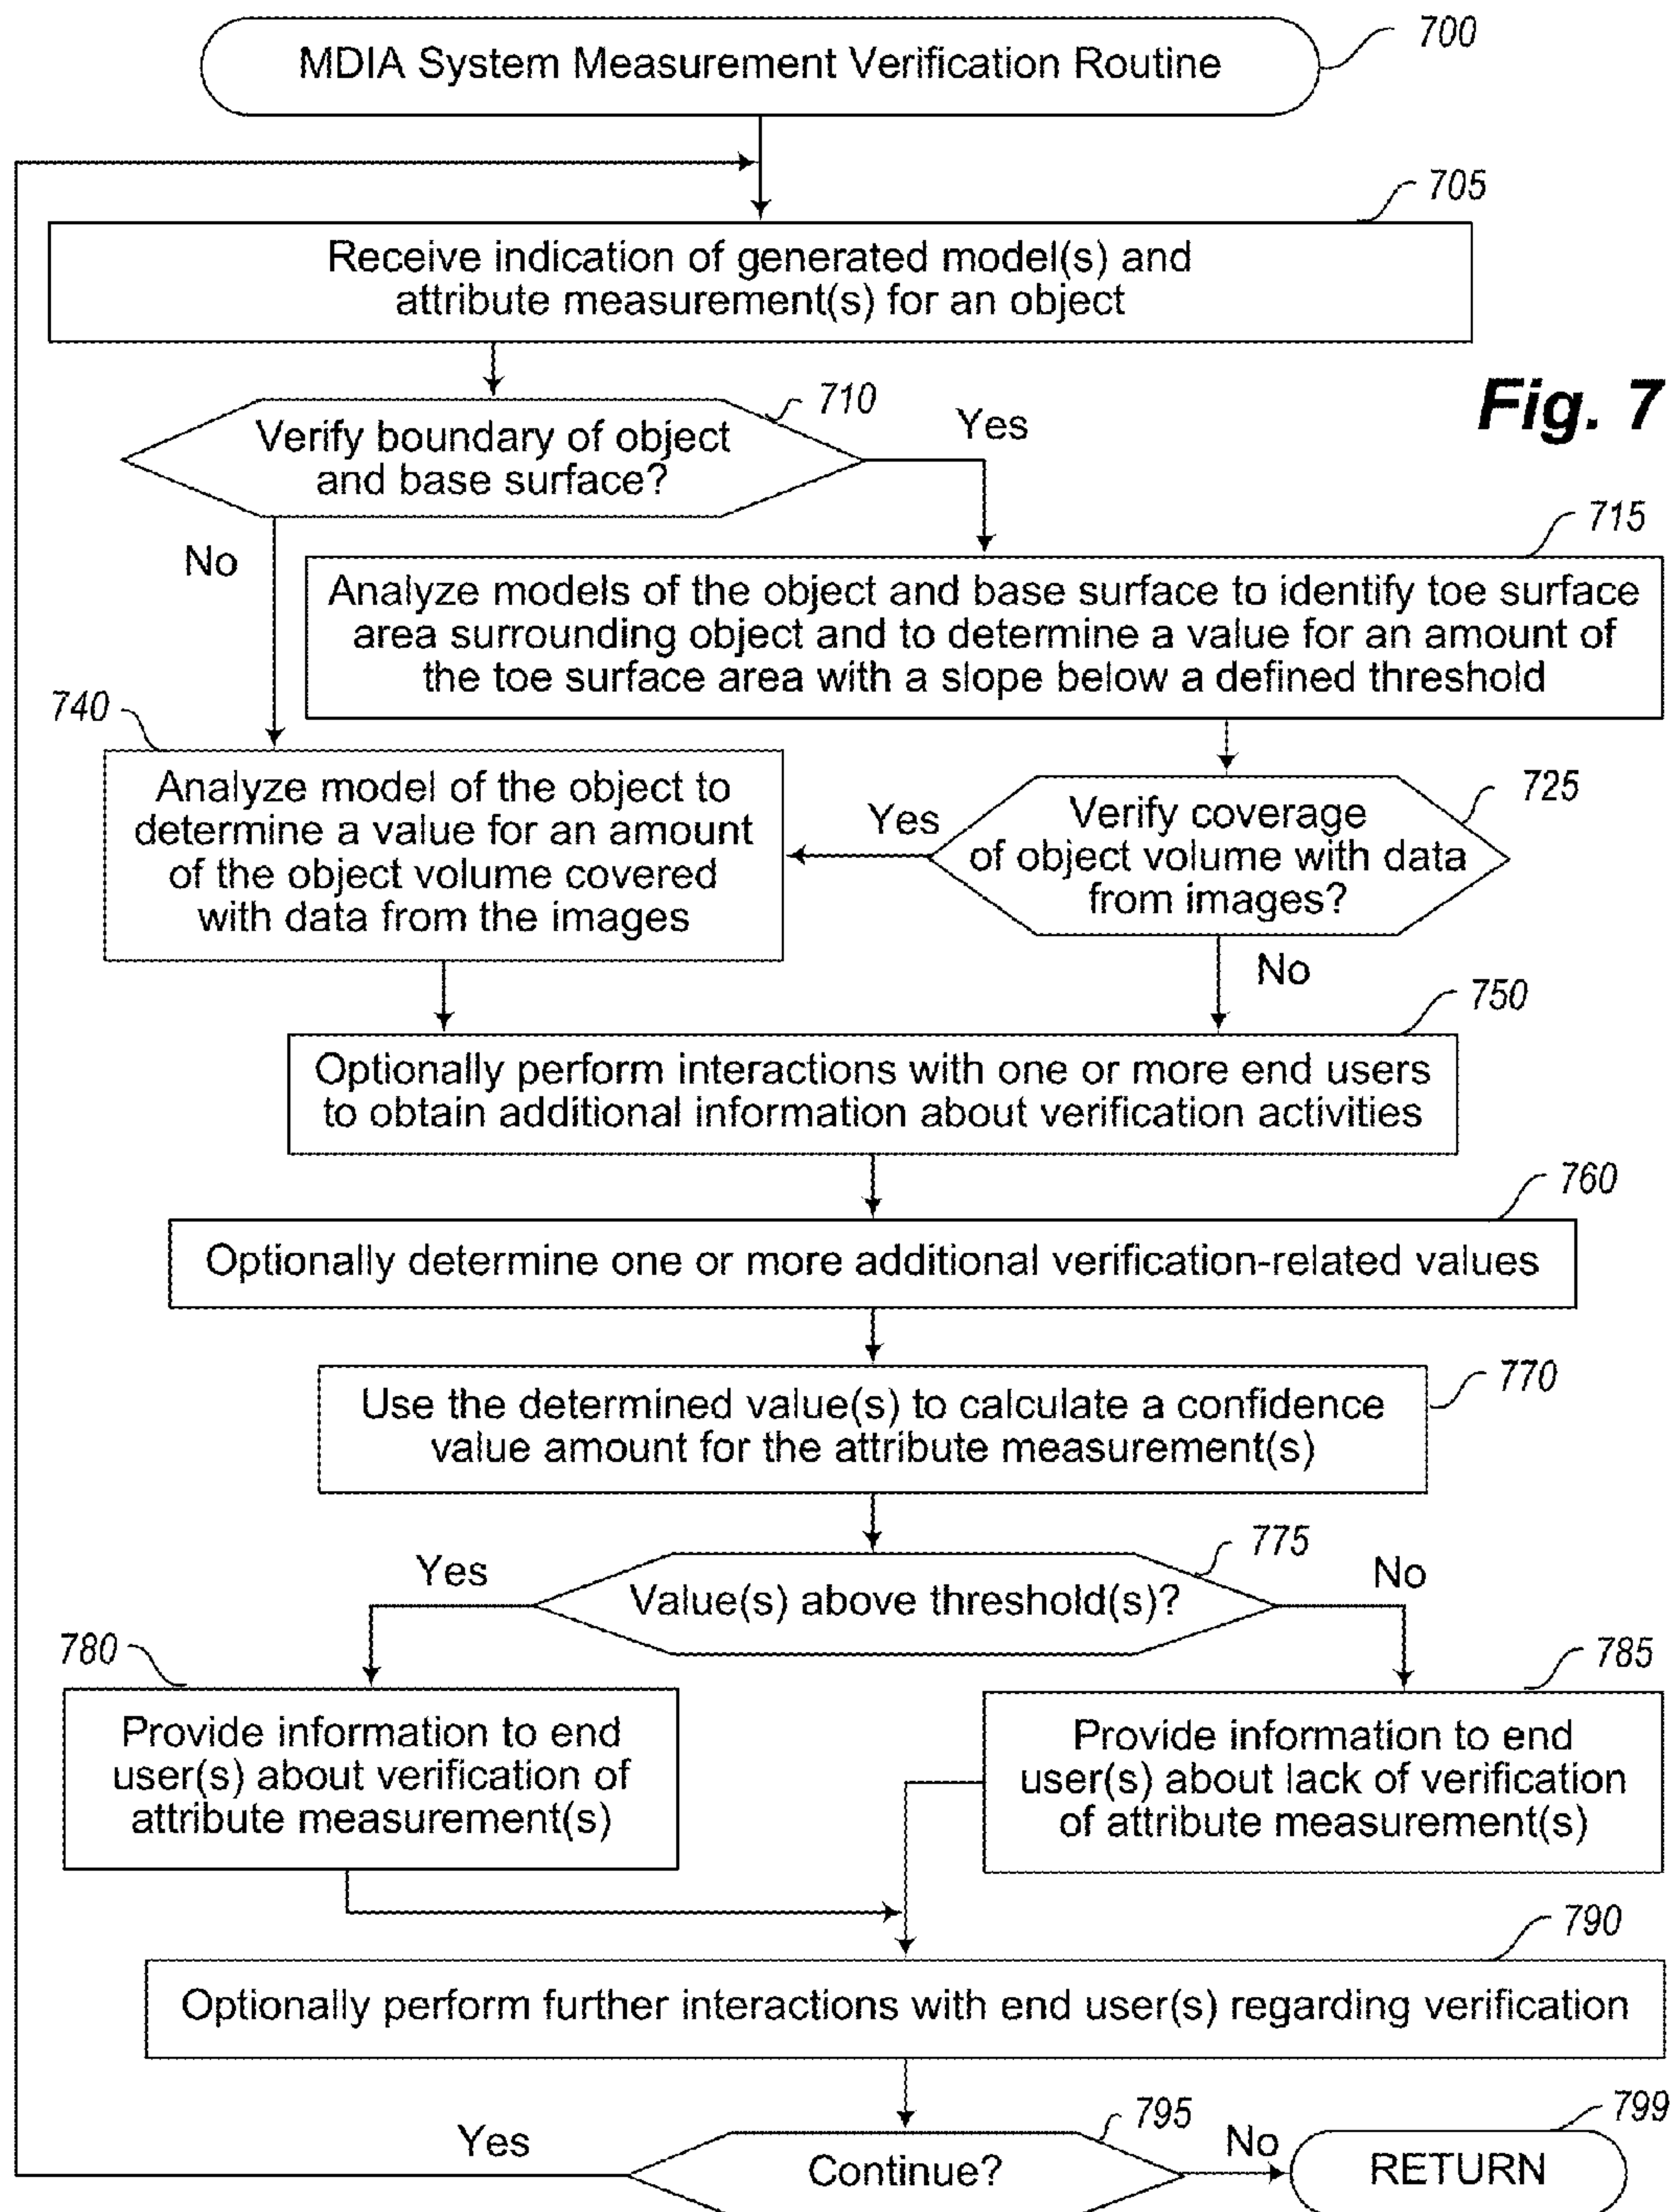 MDIA System Measurement Verification Routine
700
705
Receive indication of generated model(s) and
attribute measurement(s) for an object
Fig. 7
710
Verify boundary of object
and base surface?
Yes
No
715
Analyze models of the object and base surface to identify toe surface
area surrounding object and to determine a value for an amount of
the toe surface area with a slope below a defined threshold
740
Analyze model of the object to
determine a value for an amount
of the object volume covered
with data from the images
Yes
725
Verify coverage
of object volume with data
from images?
No
750
Optionally perform interactions with one or more end users
to obtain additional information about verification activities
760
Optionally determine one or more additional verification-related values
770
Use the determined value(s) to calculate a confidence
value amount for the attribute measurement(s)
775
Yes
Value(s) above threshold(s)?
No
780
Provide information to end
user(s) about verification of
attribute measurement(s)
785
Provide information to end
user(s) about lack of verification
of attribute measurement(s)
790
Optionally perform further interactions with end user(s) regarding verification
795
Yes
Continue?
No
799
RETURN